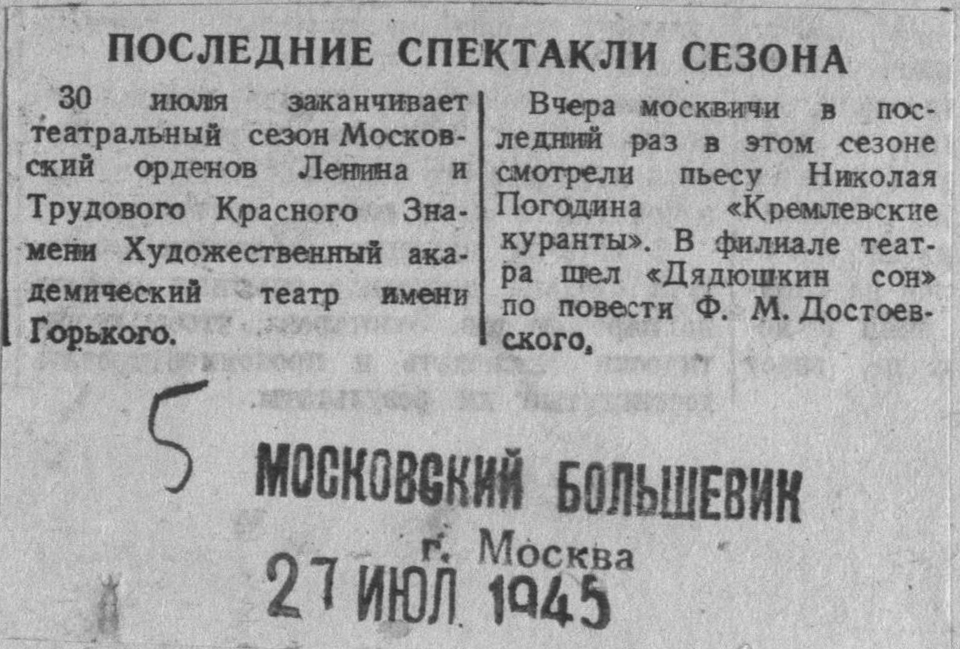 ПОСЛЕДНИЕ СПЕКТАКЛИ СЕЗОНА
30 июля заканчивает
театральный сезон Москов-
ский орденов Ленина и
Трудового Красного Зна-
мени Художественный ака-
демический театр имени
Горького.
Вчера москвичи в пос-
ледний раз в этом сезоне
смотрели пьесу Николая
Погодина «Кремлевские
куранты». В филиале теат-
ра шел «Дядюшкин сон»
по повести Ф. М. Достоев-
ского.
5
МОСКОВСКИЙ БОЛЬШЕВИК
г. Москва
27 ИЮЛ 1945